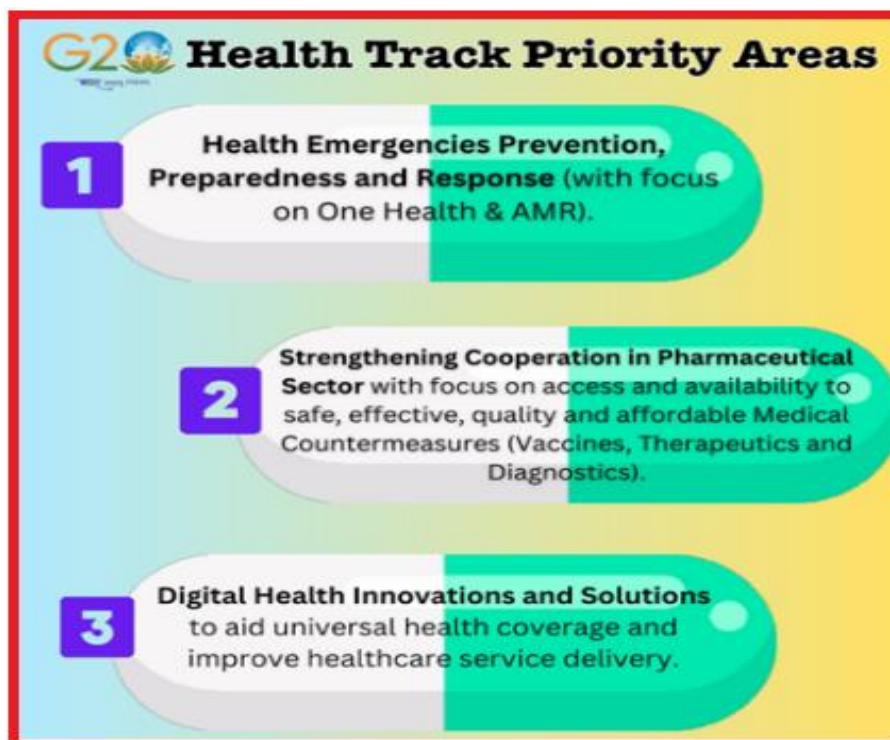 G20 Health Track Priority Areas
1
Health Emergencies Prevention,
Preparedness and Response (with focus
on One Health & AMR).
2
Strengthening Cooperation in Pharmaceutical
Sector with focus on access and availability to
safe, effective, quality and affordable Medical
Countermeasures (Vaccines, Therapeutics and
Diagnostics).
3
Digital Health Innovations and Solutions
to aid universal health coverage and
improve healthcare service delivery.